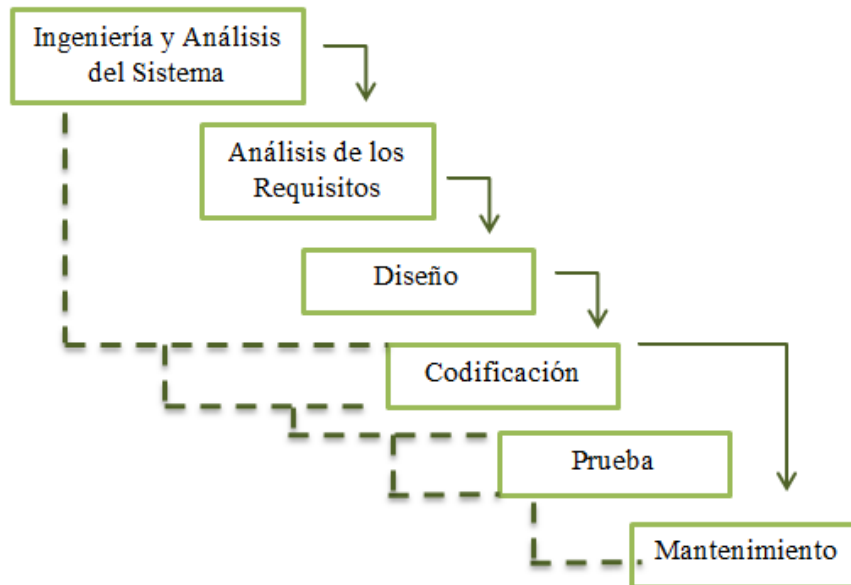 Ingeniería y Análisis
del Sistema
Análisis de los
Requisitos
Diseño
Codificación
Prueba
Mantenimiento